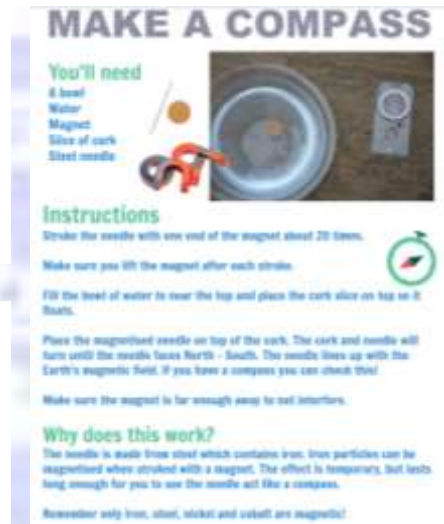 MAKE A COMPASS
You'll need
A bowl
Water
Magnet
Slice of cork
Steel needle
Instructions
Stroke the needle with one end of the magnet about 20 times.
Make sure you lift the magnet after each stroke.
Fill the bowl of water to near the top and place the cork slice on top so it
floats.
Place the magnetised needle on top of the cork. The cork and needle will
turn until the needle faces North - South. The needle lines up with the
Earth's magnetic field. If you have a compass you can check this!
Make sure the magnet is far enough away to not interfere.
Why does this work?
The needle is made from steel which contains iron. Iron particles can be
magnetised when stroked with a magnet. The effect is temporary, but lasts
long enough for you to use the needle act like a compass.
Remember only iron, steel, nickel and cobalt are magnetic!